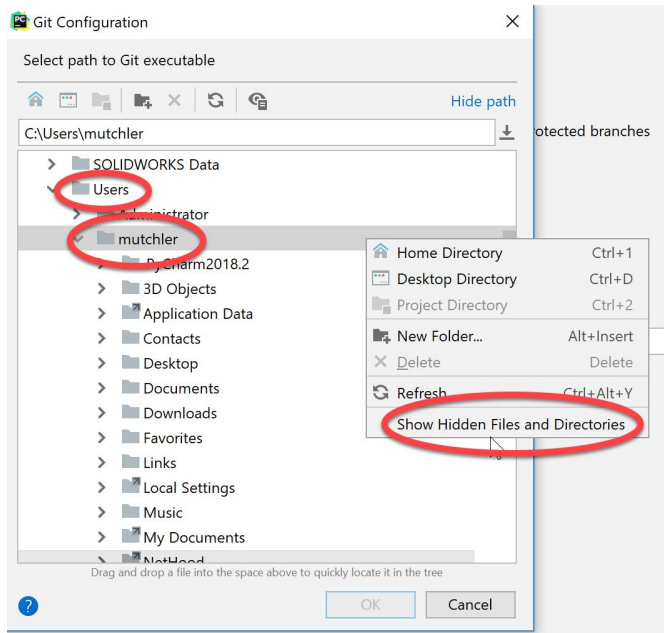 PC
Git Configuration
Select path to Git executable
Hide path
C:\Users\mutchler
otected branches
SOLIDWORKS Data
Users
Administrator
mutchler
PyCharm2018.2
3D Objects
Application Data
Contacts
Desktop
Documents
Downloads
Favorites
Links
Local Settings
Music
My Documents
NetHood
Home Directory Ctrl+1
Desktop Directory Ctrl+D
Project Directory Ctrl+2
New Folder... Alt+Insert
Delete Delete
Refresh Ctrl+Alt+Y
Show Hidden Files and Directories
Drag and drop a file into the space above to quickly locate it in the tree
?
OK Cancel